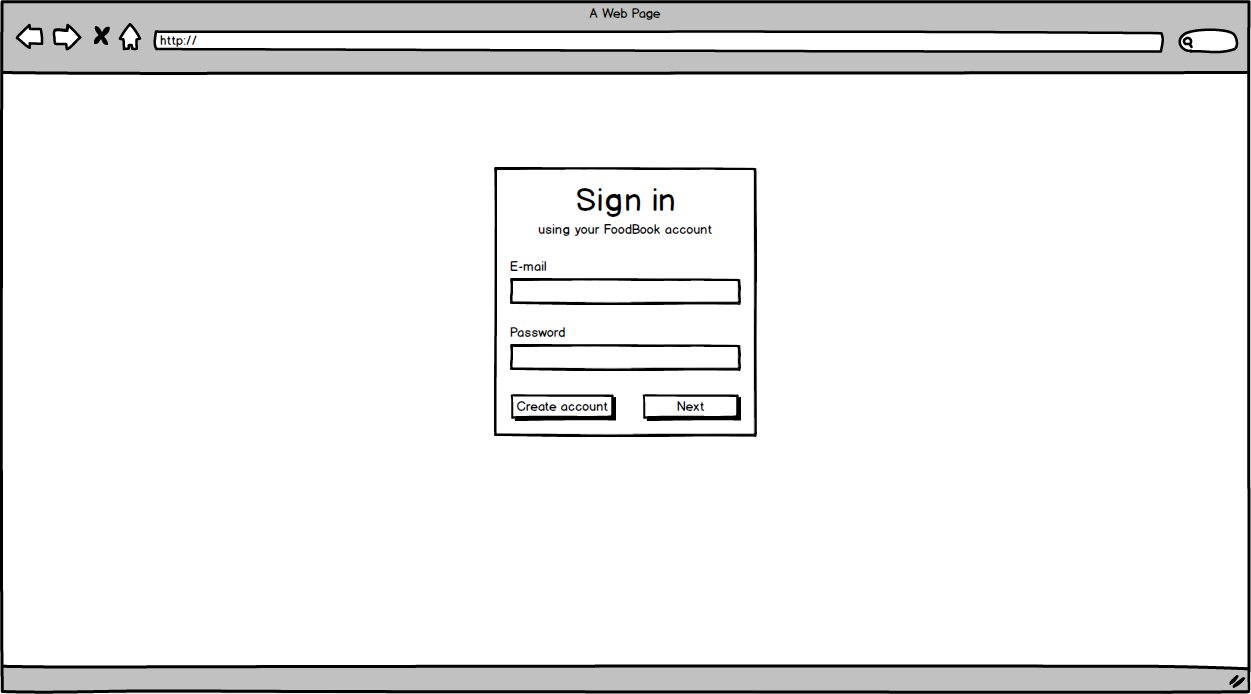 A Web Page
http://
Sign in
using your FoodBook account
E-mail
Password
Create account
Next